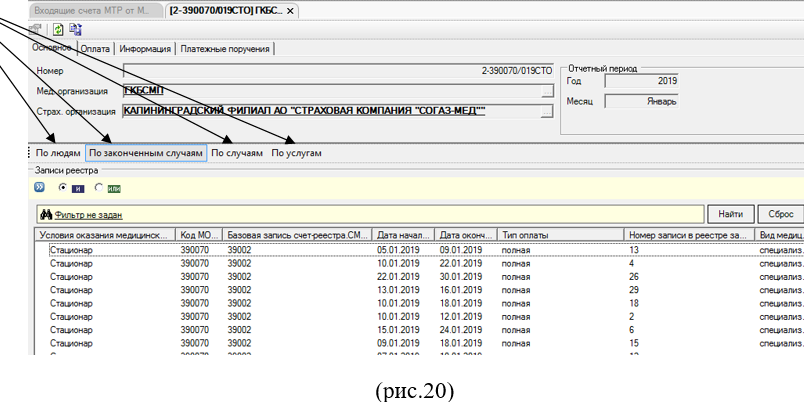 Входящие счета МТР от М..
[2-390070/019СТО] ГКБС... ×
Основное Оплата Информация Платежные поручения
Номер 2-390070/019СТО
Мед. организация ГКБСМП
Страх. организация КАЛИНИНГРАДСКИЙ ФИЛИАЛ АО "СТРАХОВАЯ КОМПАНИЯ "СОГАЗ-МЕД""
Отчетный период
Год 2019
Месяц Январь
По людям По законченным случаям По случаям По услугам
Записи реестра
и или
Фильтр не задан Найти Сброс
Условия оказания медицинск... Код МО... Базовая запись счет-реестра.СМ... Дата начал... Дата оконч... Тип оплаты Номер записи в реестре за... Вид медиц.
Стационар 390070 39002 05.01.2019 09.01.2019 полная 13 специализ.
Стационар 390070 39002 10.01.2019 22.01.2019 полная 4 специализ.
Стационар 390070 39002 22.01.2019 30.01.2019 полная 26 специализ.
Стационар 390070 39002 13.01.2019 16.01.2019 полная 29 специализ.
Стационар 390070 39002 10.01.2019 18.01.2019 полная 18 специализ.
Стационар 390070 39002 10.01.2019 12.01.2019 полная 2 специализ.
Стационар 390070 39002 15.01.2019 24.01.2019 полная 6 специализ.
Стационар 390070 39002 09.01.2019 18.01.2019 полная 15 специализ.
(рис.20)